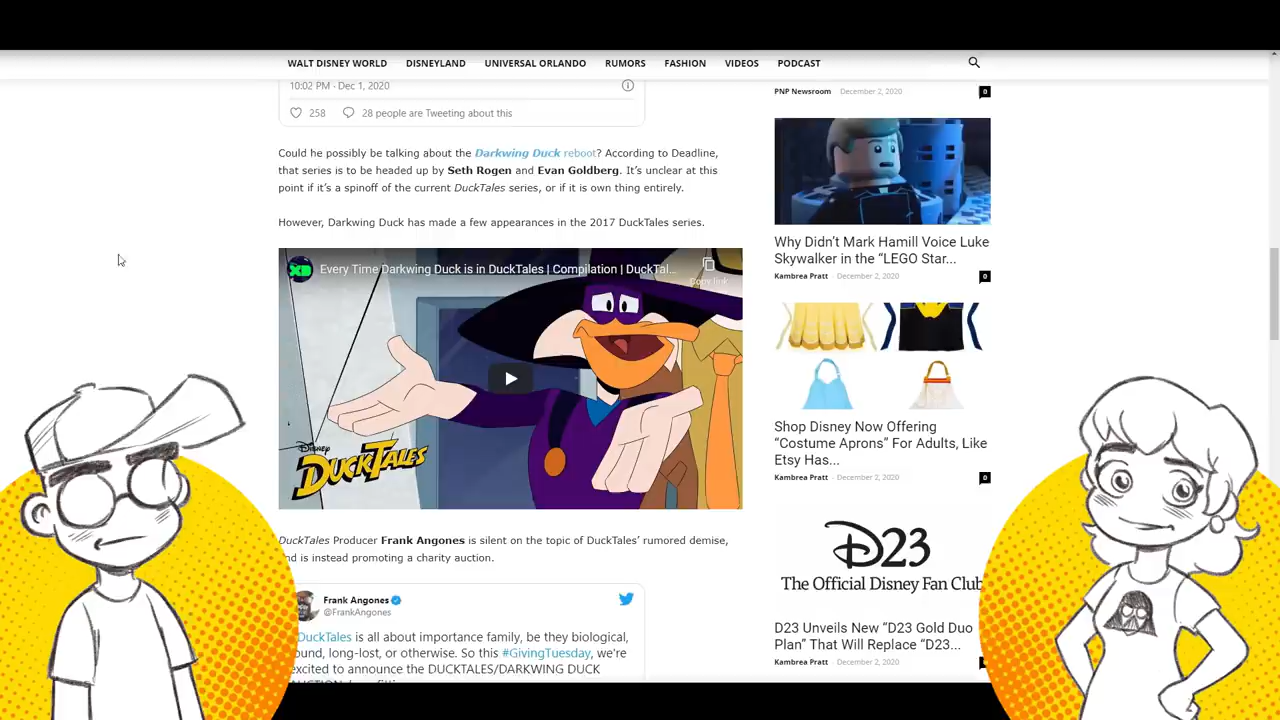 WALT DISNEY WORLD DISNEYLAND UNIVERSAL ORLANDO RUMORS FASHION VIDEOS PODCAST
10:02 PM · Dec 1, 2020
258 28 people are Tweeting about this
Could he possibly be talking about the Darkwing Duck reboot? According to Deadline,
that series is to be headed up by Seth Rogen and Evan Goldberg. It's unclear at this
point if it's a spinoff of the current DuckTales series, or if it is own thing entirely.
However, Darkwing Duck has made a few appearances in the 2017 DuckTales series.
XD Every Time Darkwing Duck is in DuckTales | Compilation | DuckTal...
Copy link
Disney
DUCKTALES
DuckTales Producer Frank Angones is silent on the topic of DuckTales' rumored demise,
nd is instead promoting a charity auction.
Frank Angones
@FrankAngones
DuckTales is all about importance family, be they biological,
ound, long-lost, or otherwise. So this #GivingTuesday, we're
excited to announce the DUCKTALES/DARKWING DUCK
PNP Newsroom December 2, 2020 0
Why Didn't Mark Hamill Voice Luke
Skywalker in the "LEGO Star...
Kambrea Pratt - December 2, 2020 0
Shop Disney Now Offering
"Costume Aprons" For Adults, Like
Etsy Has...
Kambrea Pratt - December 2, 2020 0
D23
The Official Disney Fan Club
D23 Unveils New "D23 Gold Duo
Plan" That Will Replace "D23...
Kambrea Pratt - December 2, 2020